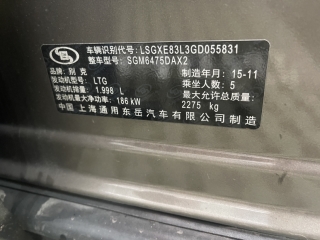 车辆识别代号: LSGXE83L3GD055831
整车型号: SGM6475DAX2
品牌: 别克 制造年月: 15-11
发动机型号: LTG 乘坐人数: 5
发动机排量: 1.998 L 最大允许总质量:
发动机最大净功率: 186 kW 2275 kg
中国 上海通用东岳汽车有限公司制造